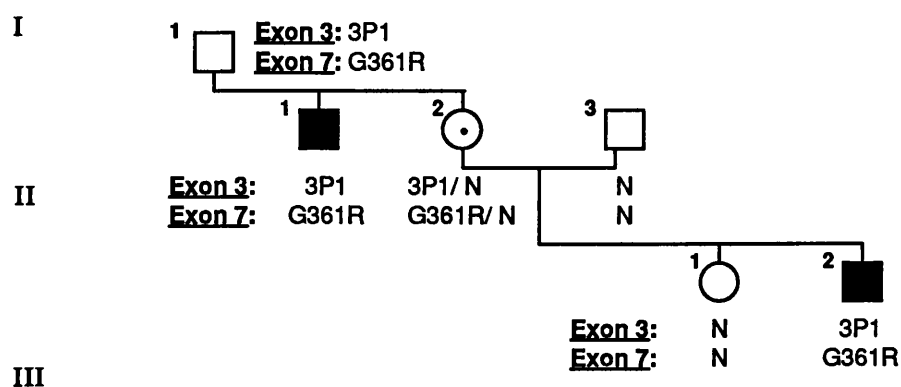 I
1 Exon 3: 3P1
Exon 7: G361R
1 2 3
II
Exon 3: 3P1 3P1/ N N
Exon 7: G361R G361R/ N N
1 2
Exon 3: N 3P1
Exon 7: N G361R
III